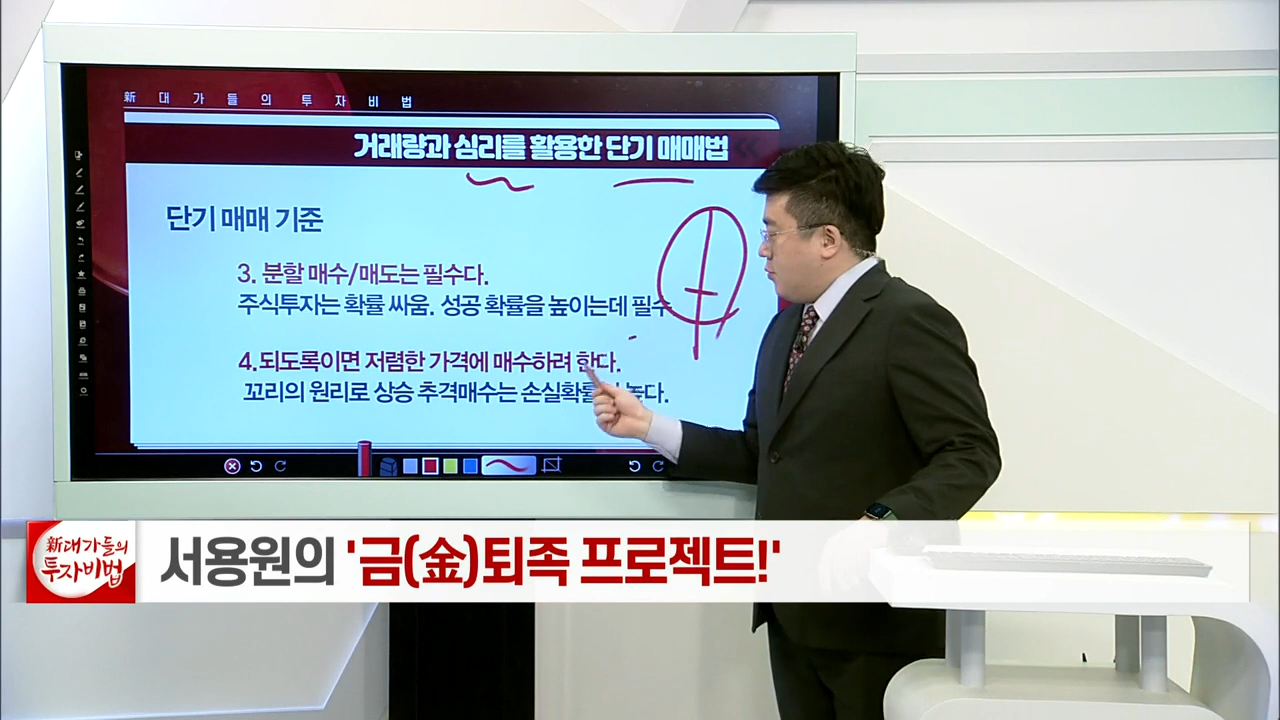 新 대 가 들 의 투 자 비 법
거래량과 심리를 활용한 단기 매매법
단기 매매 기준
3. 분할 매수/매도는 필수다.
주식투자는 확률 싸움. 성공 확률을 높이는데 필수
4. 되도록이면 저렴한 가격에 매수하려 한다.
꼬리의 원리로 상승 추격매수는 손실확률 높다.
新대가들의
투자비법
서용원의 '금(金)퇴족 프로젝트!'